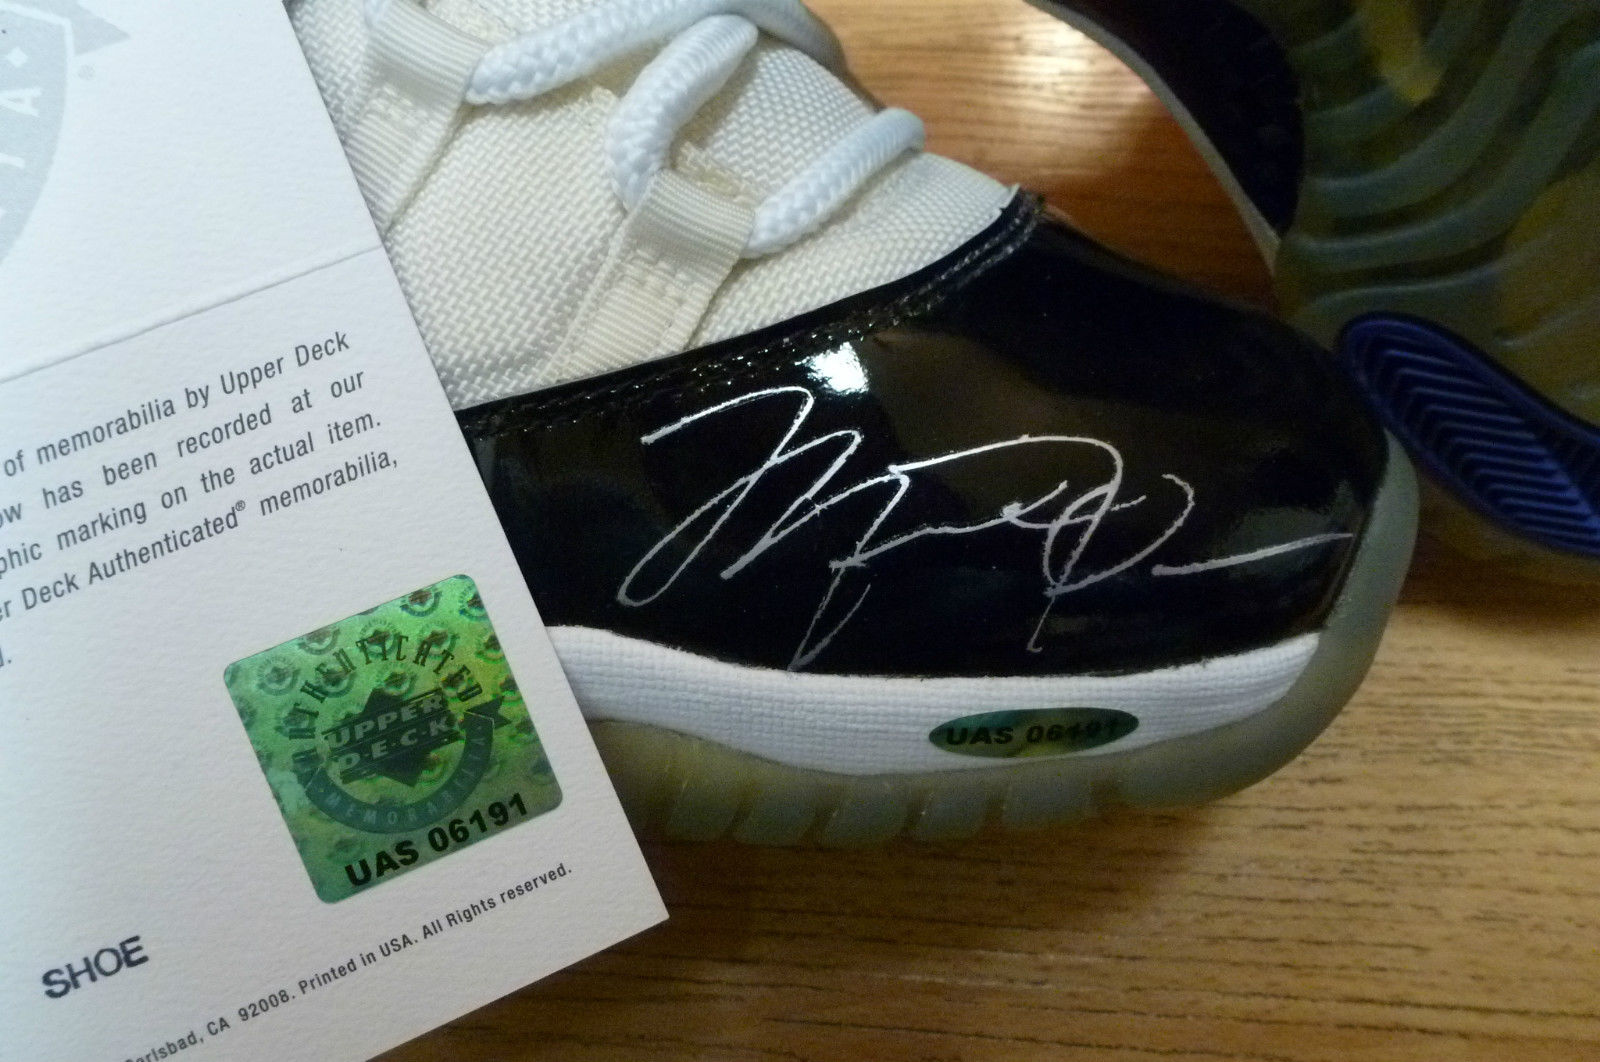 of memorabilia by Upper Deck
has been recorded at our
marking on the actual item.
Deck Authenticated® memorabilia,
AUTHENTICATED
UPPER
D·E·C·K
MEMORABILIA
UAS 06191
SHOE
Carlsbad, CA 92008. Printed in USA. All Rights reserved.
UAS 06191